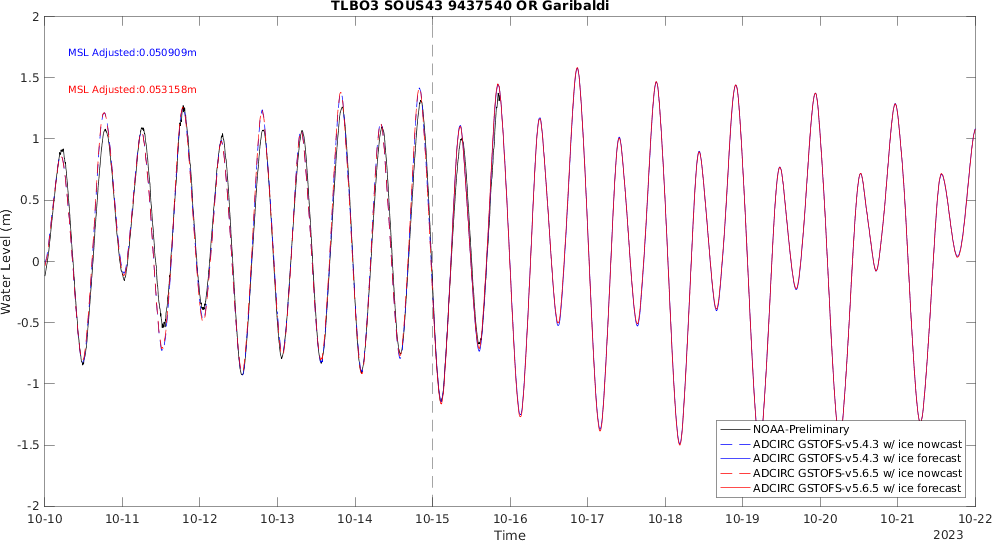 TLBO3 SOUS43 9437540 OR Garibaldi
MSL Adjusted:0.050909m
MSL Adjusted:0.053158m
Water Level (m)
2
1.5
1
0.5
0
-0.5
-1
-1.5
-2
NOAA-Preliminary
ADCIRC GSTOFS-v5.4.3 w/ ice nowcast
ADCIRC GSTOFS-v5.4.3 w/ ice forecast
ADCIRC GSTOFS-v5.6.5 w/ ice nowcast
ADCIRC GSTOFS-v5.6.5 w/ ice forecast
10-10 10-11 10-12 10-13 10-14 10-15 10-16 10-17 10-18 10-19 10-20 10-21 10-22
Time
2023